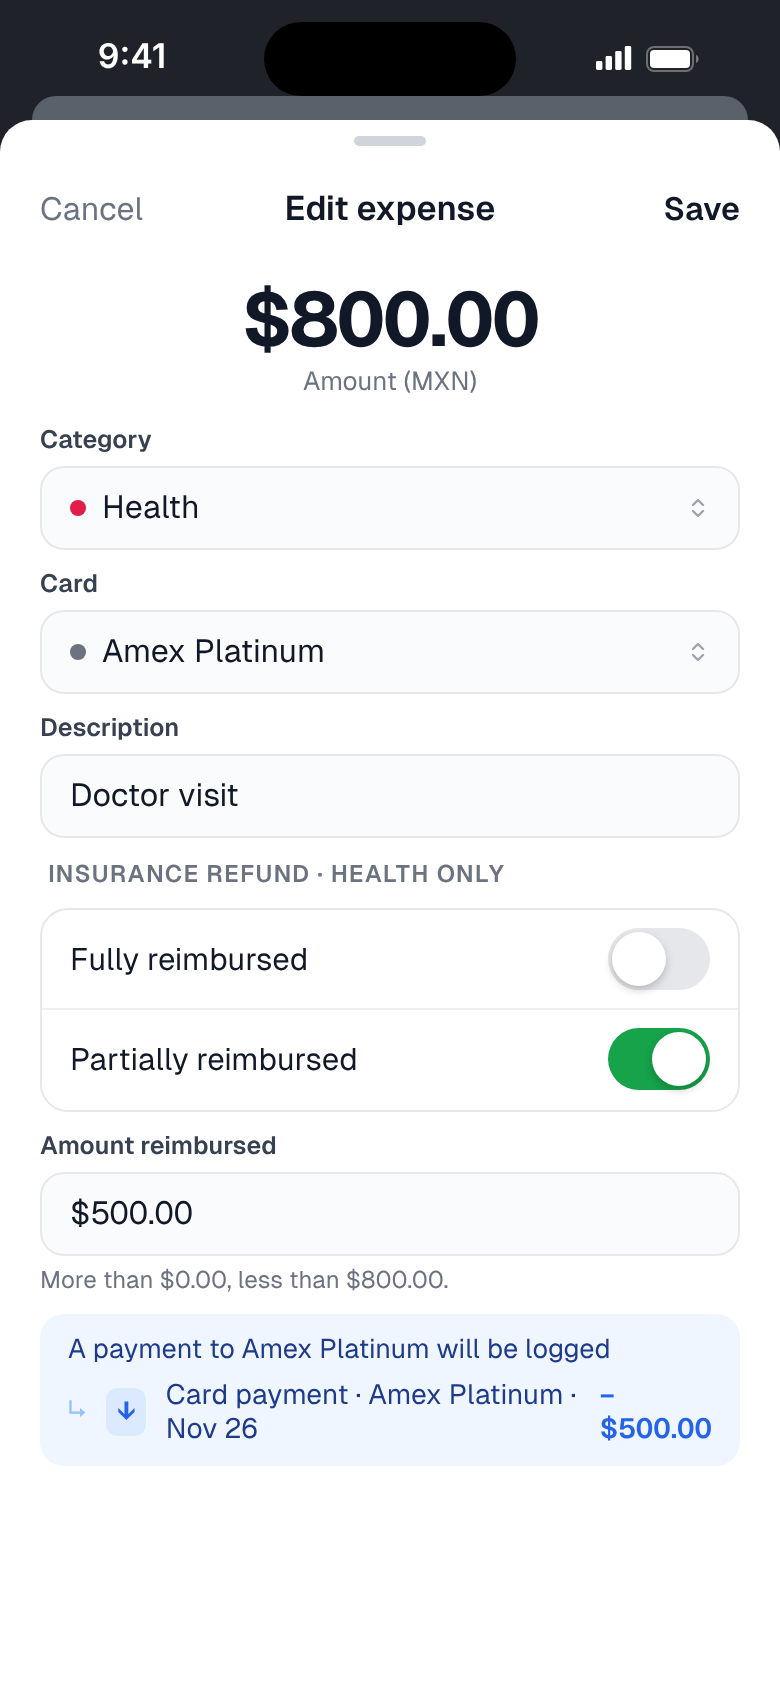 9:41
Cancel
Edit expense
Save
$800.00
Amount (MXN)
Category
Health
Card
Amex Platinum
Description
Doctor visit
INSURANCE REFUND · HEALTH ONLY
Fully reimbursed
Partially reimbursed
Amount reimbursed
$500.00
More than $0.00, less than $800.00.
A payment to Amex Platinum will be logged
Card payment · Amex Platinum ·
Nov 26
–
$500.00